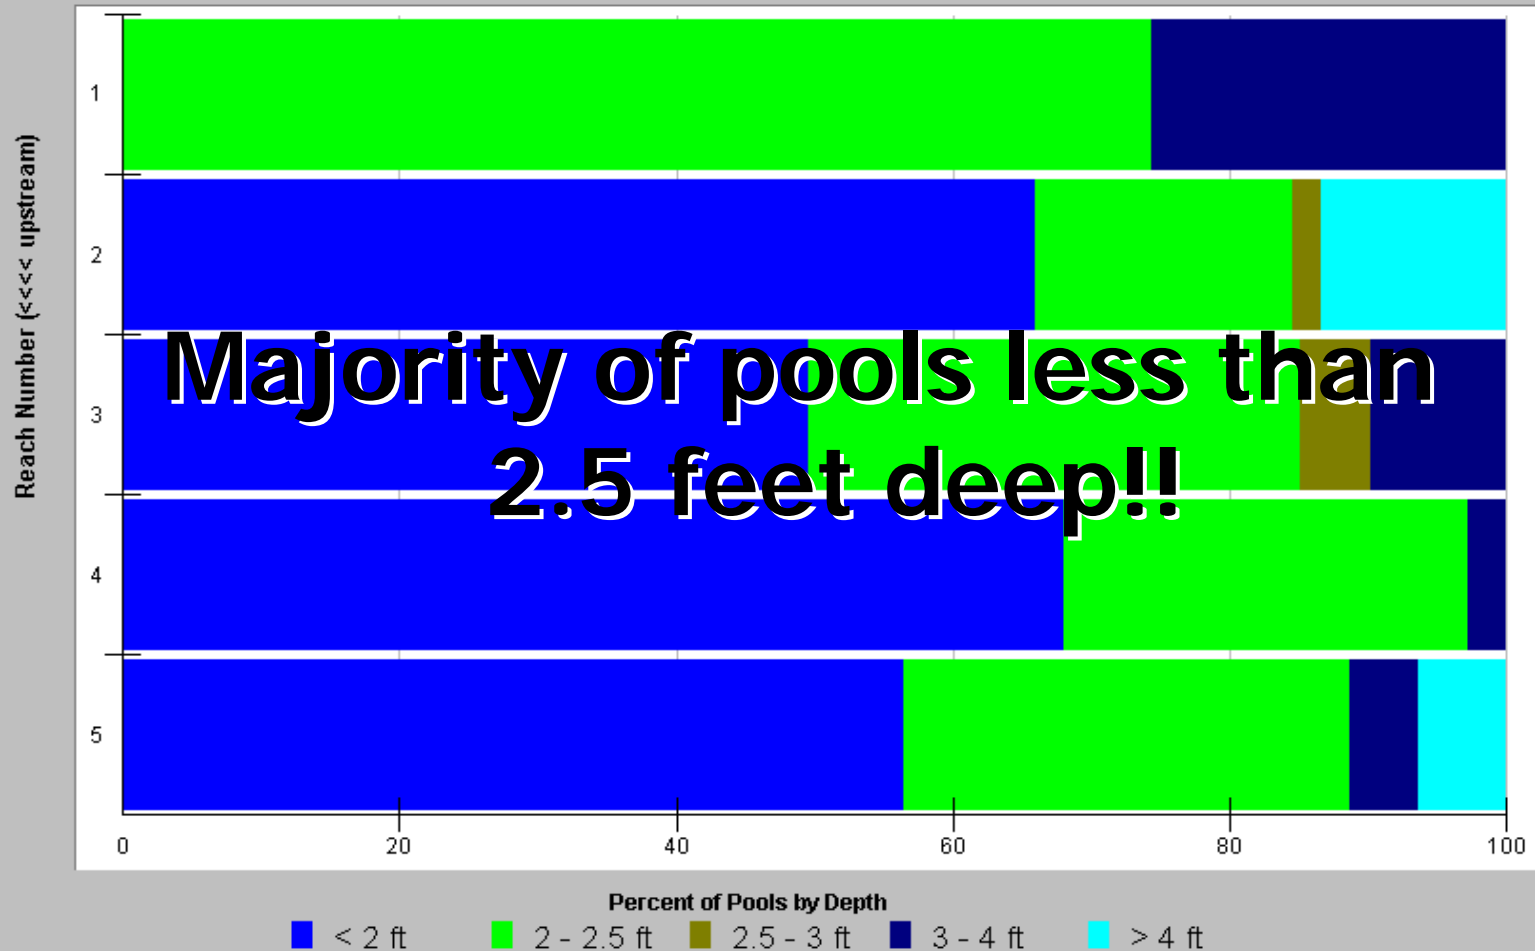 Reach Number (<<<< upstream)
1
2
3
4
5
Majority of pools less than
2.5 feet deep!!
0 20 40 60 80 100
Percent of Pools by Depth
< 2 ft 2 - 2.5 ft 2.5 - 3 ft 3 - 4 ft > 4 ft